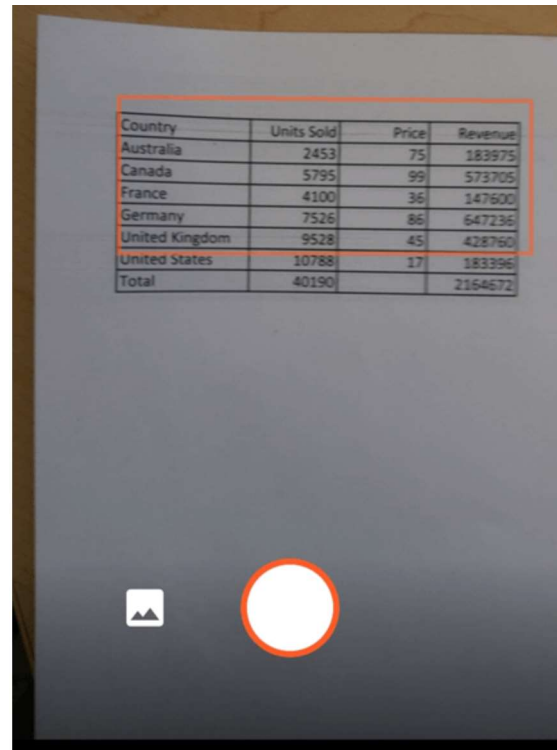 Country Units Sold Price Revenue
Australia 2453 75 183975
Canada 5795 99 573705
France 4100 36 147600
Germany 7526 86 647236
United Kingdom 9528 45 428760
United States 10788 17 183396
Total 40190 2164672